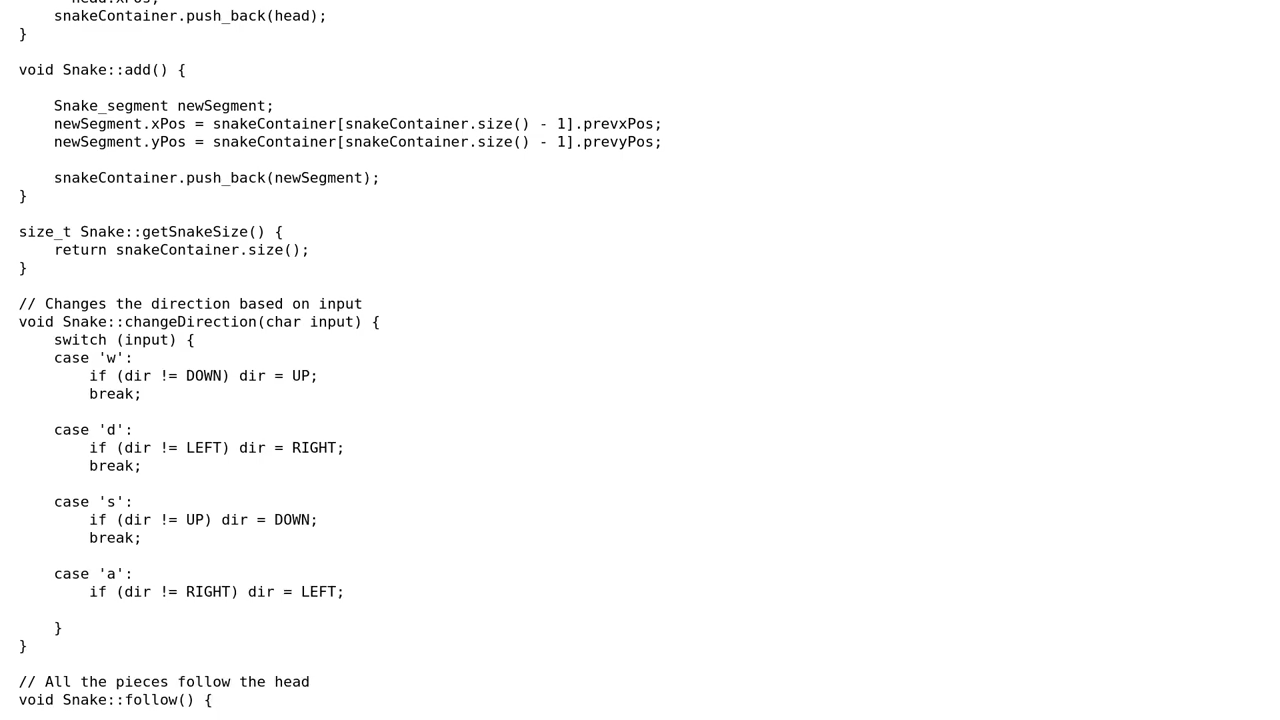 head.xPos;
    snakeContainer.push_back(head);
}

void Snake::add() {

    Snake_segment newSegment;
    newSegment.xPos = snakeContainer[snakeContainer.size() - 1].prevxPos;
    newSegment.yPos = snakeContainer[snakeContainer.size() - 1].prevyPos;

    snakeContainer.push_back(newSegment);
}

size_t Snake::getSnakeSize() {
    return snakeContainer.size();
}

// Changes the direction based on input
void Snake::changeDirection(char input) {
    switch (input) {
    case 'w':
        if (dir != DOWN) dir = UP;
        break;

    case 'd':
        if (dir != LEFT) dir = RIGHT;
        break;

    case 's':
        if (dir != UP) dir = DOWN;
        break;

    case 'a':
        if (dir != RIGHT) dir = LEFT;

    }
}

// All the pieces follow the head
void Snake::follow() {